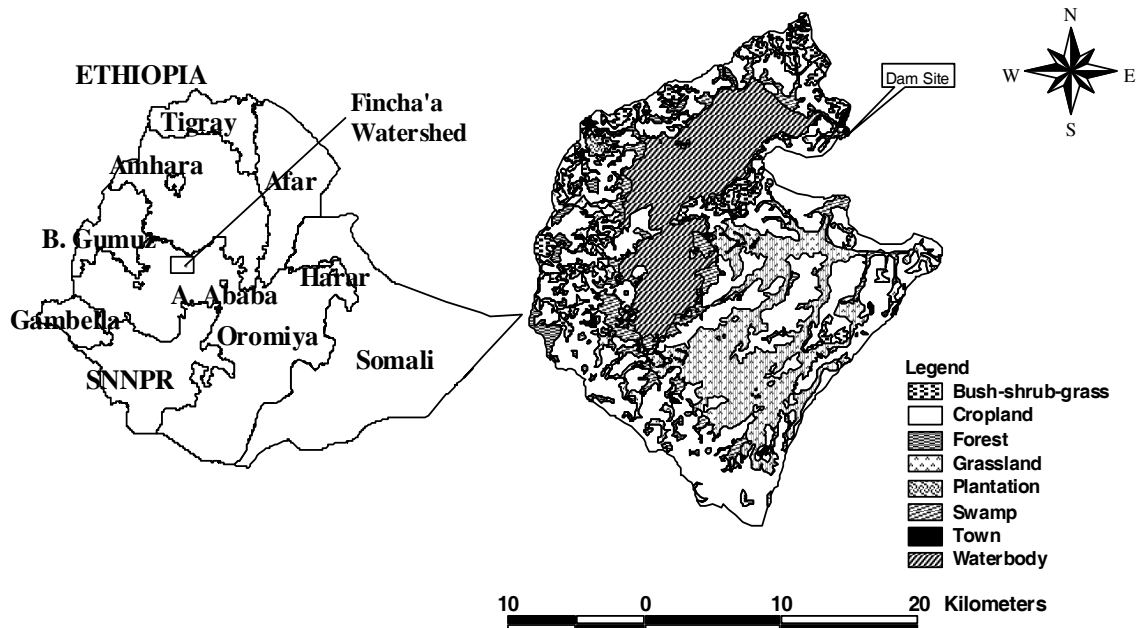 ETHIOPIA
Fincha'a
Watershed
Tigray
Amhara
Afar
B. Gumuz
Harar
A. Ababa
Gambella
Oromiya
Somali
SNNPR
Dam Site
N
W
E
S
Legend
Bush-shrub-grass
Cropland
Forest
Grassland
Plantation
Swamp
Town
Waterbody
10 0 10 20 Kilometers